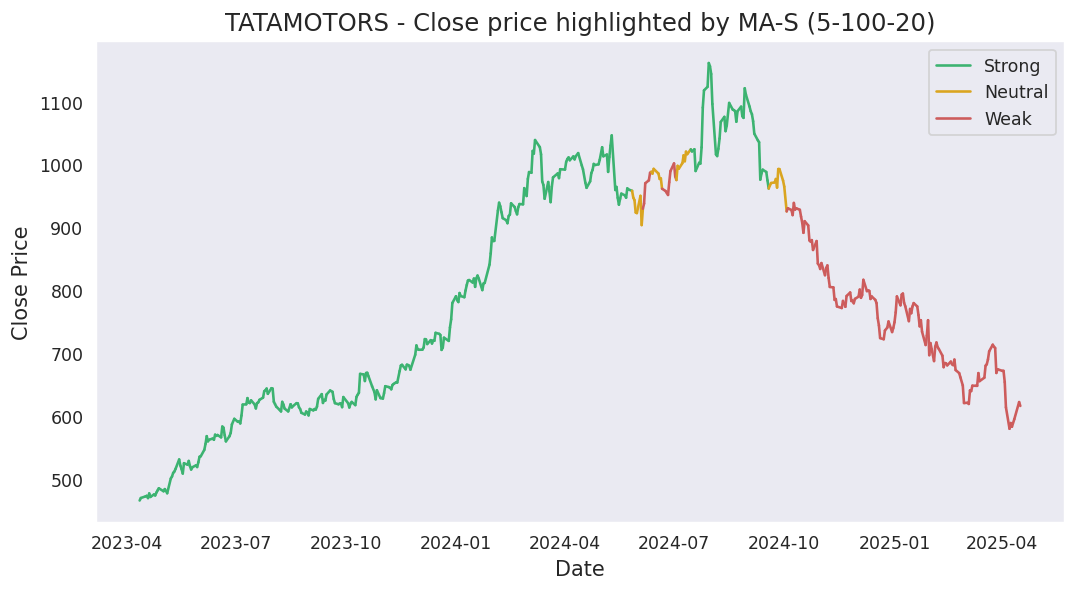 TATAMOTORS - Close price highlighted by MA-S (5-100-20)
Strong
Neutral
Weak
Close Price
1100
1000
900
800
700
600
500
2023-04 2023-07 2023-10 2024-01 2024-04 2024-07 2024-10 2025-01 2025-04
Date